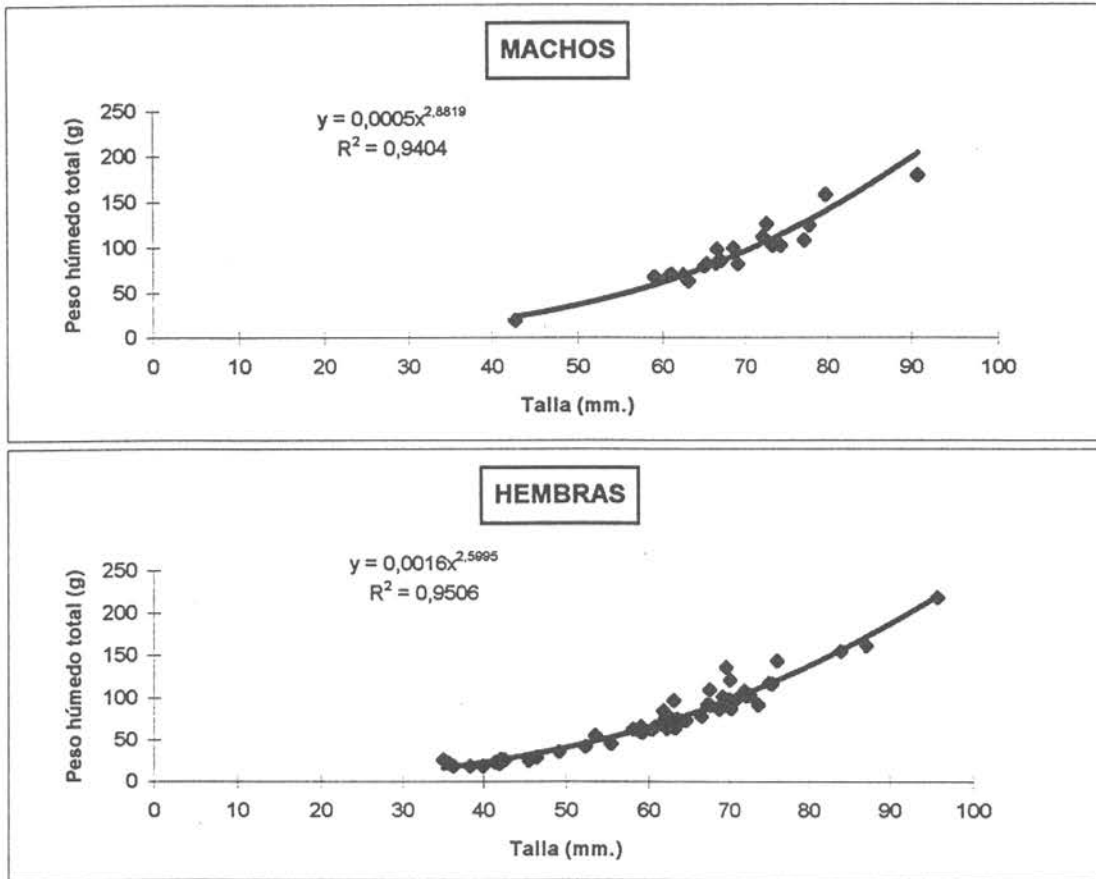 MACHOS
y = 0,0005x^2,8819
R² = 0,9404
Peso húmedo total (g)
250
200
150
100
50
0
0 10 20 30 40 50 60 70 80 90 100
Talla (mm.)
HEMBRAS
y = 0,0016x^2,5995
R² = 0,9506
Peso húmedo total (g)
250
200
150
100
50
0
0 10 20 30 40 50 60 70 80 90 100
Talla (mm.)